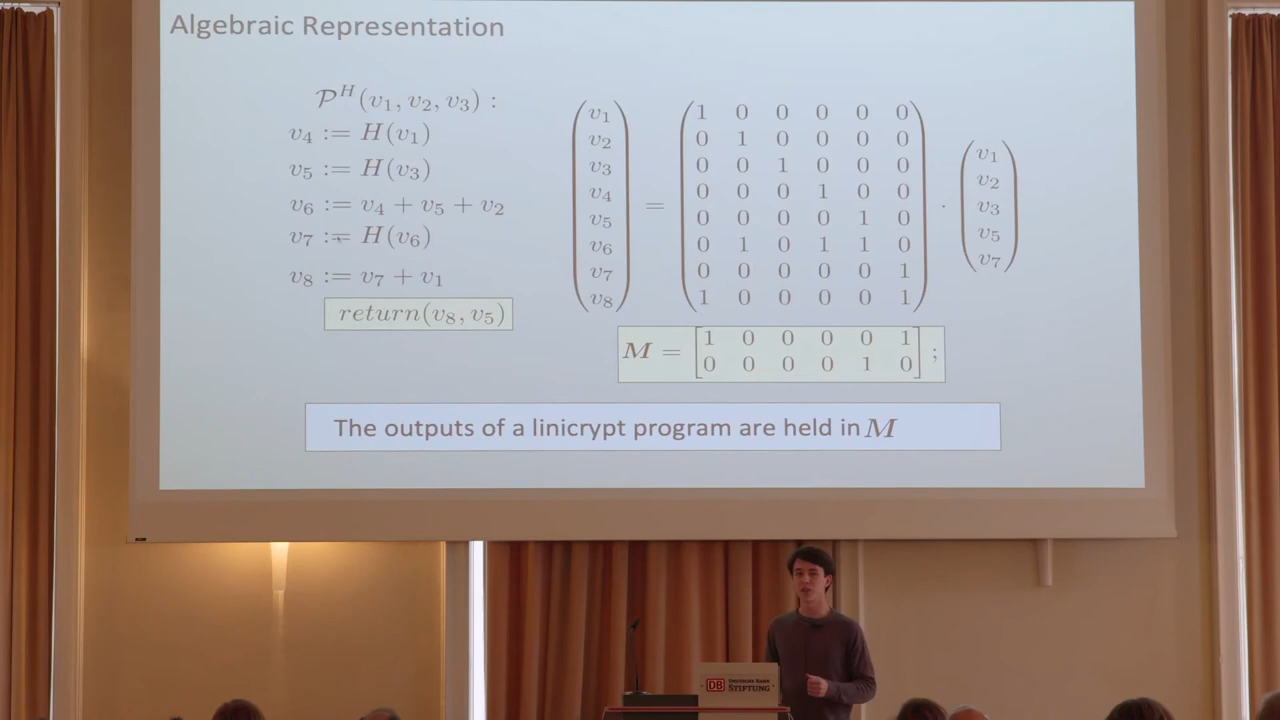 Algebraic Representation
𝒫^H(v₁, v₂, v₃) :
v₄ := H(v₁)
v₅ := H(v₃)
v₆ := v₄ + v₅ + v₂
v₇ := H(v₆)
v₈ := v₇ + v₁
return(v₈, v₅)
v₁
v₂
v₃
v₄
v₅
v₆
v₇
v₈
=
1 0 0 0 0 0
0 1 0 0 0 0
0 0 1 0 0 0
0 0 0 1 0 0
0 0 0 0 1 0
0 1 0 1 1 0
0 0 0 0 0 1
1 0 0 0 0 1
·
v₁
v₂
v₃
v₅
v₇
M = [1 0 0 0 0 1
0 0 0 0 1 0] ;
The outputs of a linicrypt program are held in M
DB DEUTSCHE BAHN
STIFTUNG